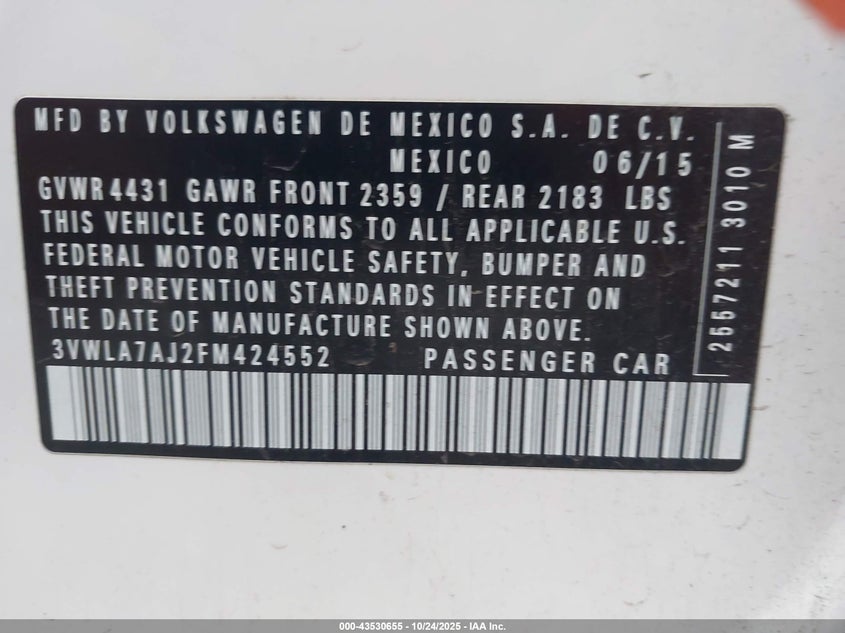 MFD BY VOLKSWAGEN DE MEXICO S.A. DE C.V.
MEXICO 06/15
GVWR 4431 GAWR FRONT 2359 / REAR 2183 LBS
THIS VEHICLE CONFORMS TO ALL APPLICABLE U.S.
FEDERAL MOTOR VEHICLE SAFETY, BUMPER AND
THEFT PREVENTION STANDARDS IN EFFECT ON
THE DATE OF MANUFACTURE SHOWN ABOVE.
3VWLA7AJ2FM424552 PASSENGER CAR
2557211 3010 M
000-43530655 - 10/24/2025 - IAA Inc.